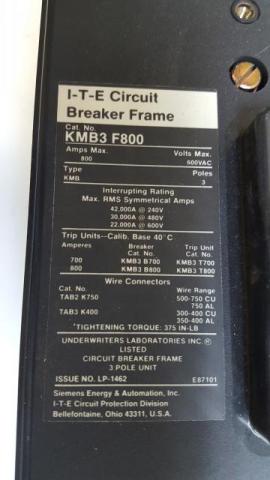 I-T-E Circuit
Breaker Frame
Cat. No.
KMB3 F800
Amps Max. Volts Max.
800 600VAC
Type Poles
KMB 3
Interrupting Rating
Max. RMS Symmetrical Amps
42,000A @ 240V
30,000A @ 480V
22,000A @ 600V
Trip Units--Calib. Base 40°C
Amperes Breaker Trip Unit
Cat. No. Cat. No.
700 KMB3 B700 KMB3 T700
800 KMB3 B800 KMB3 T800
Wire Connectors
Cat. No. Wire Range
TAB2 K750 500-750 CU
750 AL
TAB3 K400 300-400 CU
350-400 AL
*TIGHTENING TORQUE: 375 IN-LB
UNDERWRITERS LABORATORIES INC.®
LISTED
CIRCUIT BREAKER FRAME
3 POLE UNIT
ISSUE NO. LP-1462 E87101
Siemens Energy & Automation, Inc.
I-T-E Circuit Protection Division
Bellefontaine, Ohio 43311, U.S.A.